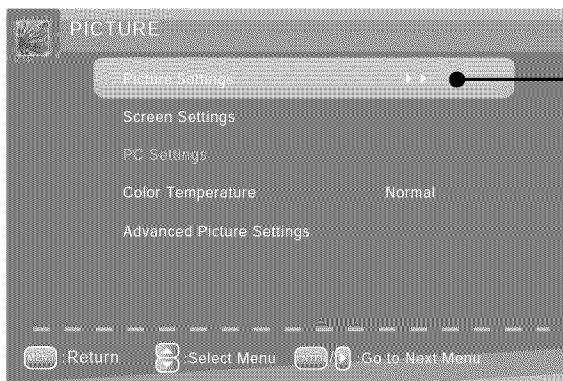 PICTURE
Picture Settings
Screen Settings
PC Settings
Color Temperature Normal
Advanced Picture Settings
MENU :Return :Select Menu ENTER / :Go to Next Menu